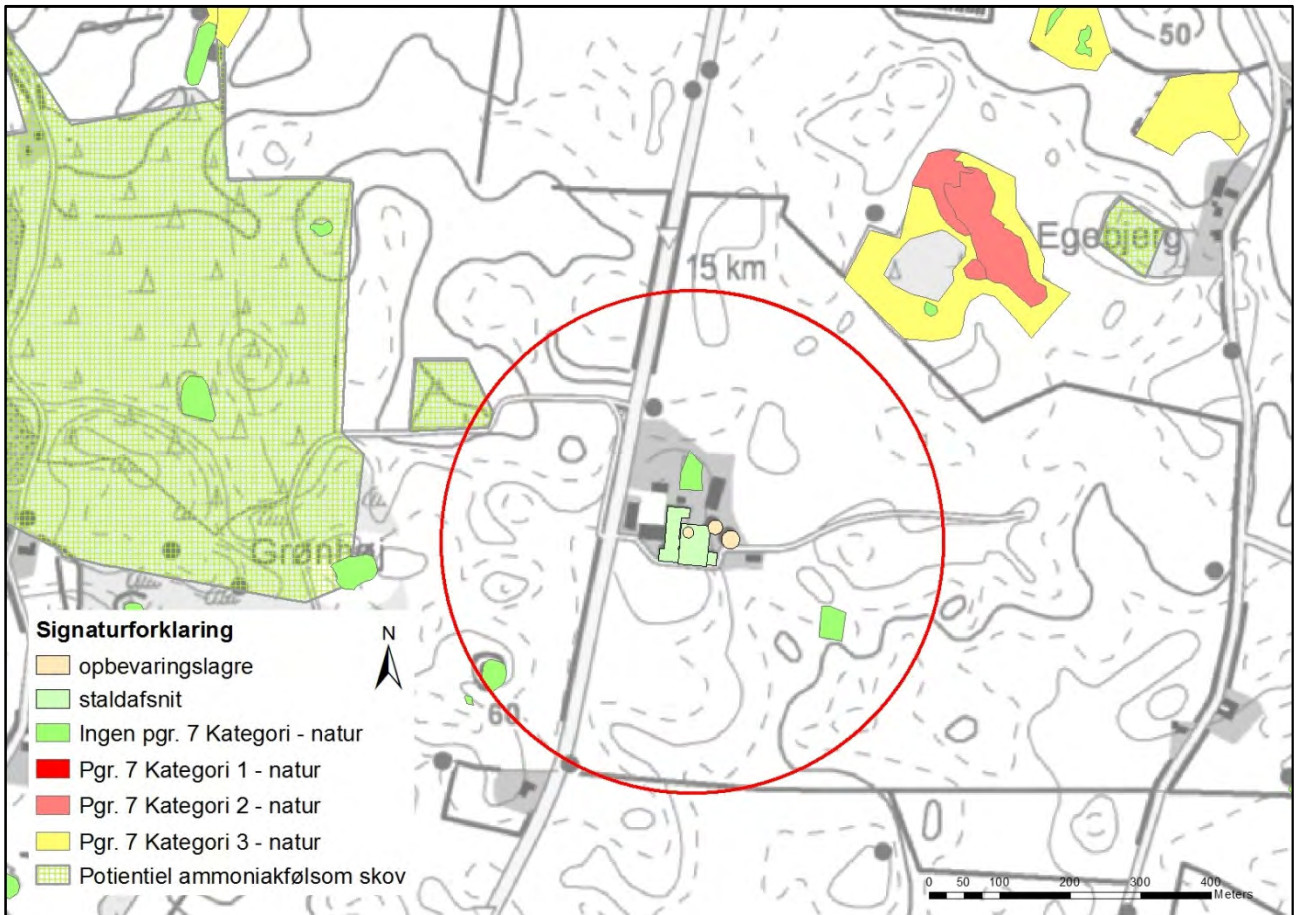 50
Egebjerg
15 km
Grønhøj
60
Signaturforklaring
N
opbevaringslagre
staldafsnit
Ingen pgr. 7 Kategori - natur
Pgr. 7 Kategori 1 - natur
Pgr. 7 Kategori 2 - natur
Pgr. 7 Kategori 3 - natur
Potientiel ammoniakfølsom skov
0 50 100 200 300 400
Meters